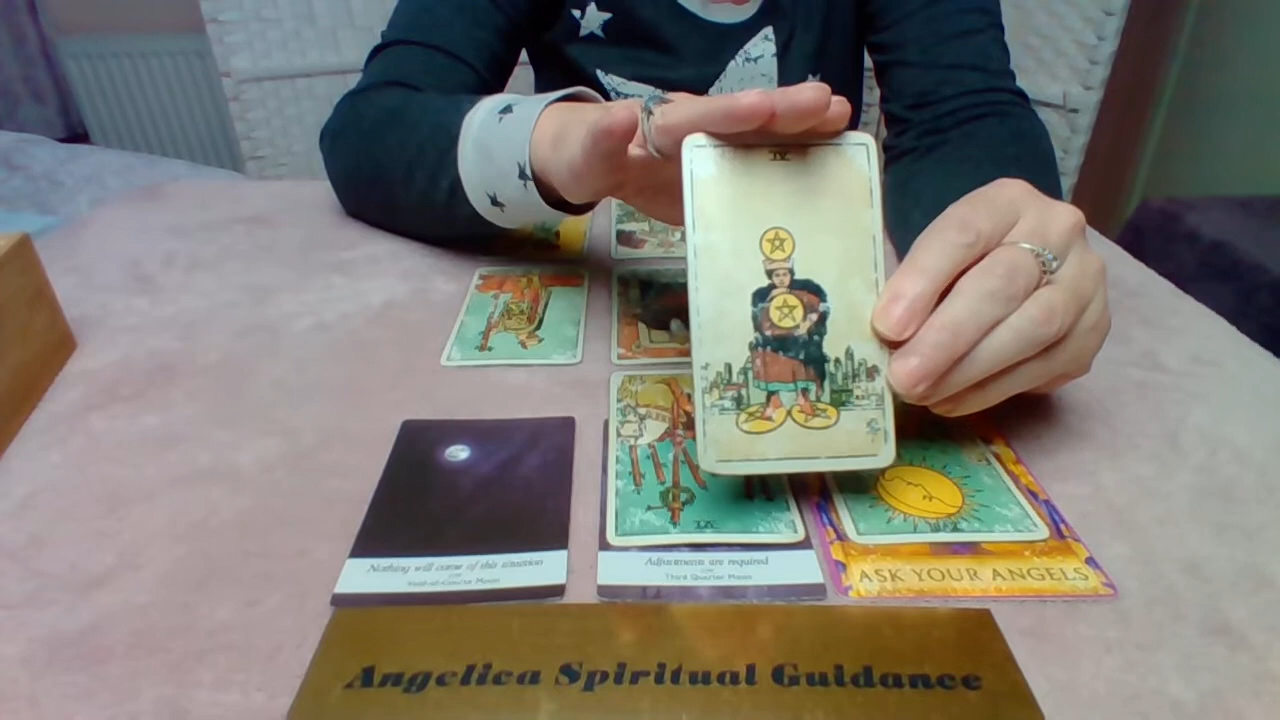 IV
Nothing will come of this situation
Void-of-Course Moon
Adjustments are required
Third Quarter Moon
ASK YOUR ANGELS
Angelica Spiritual Guidance